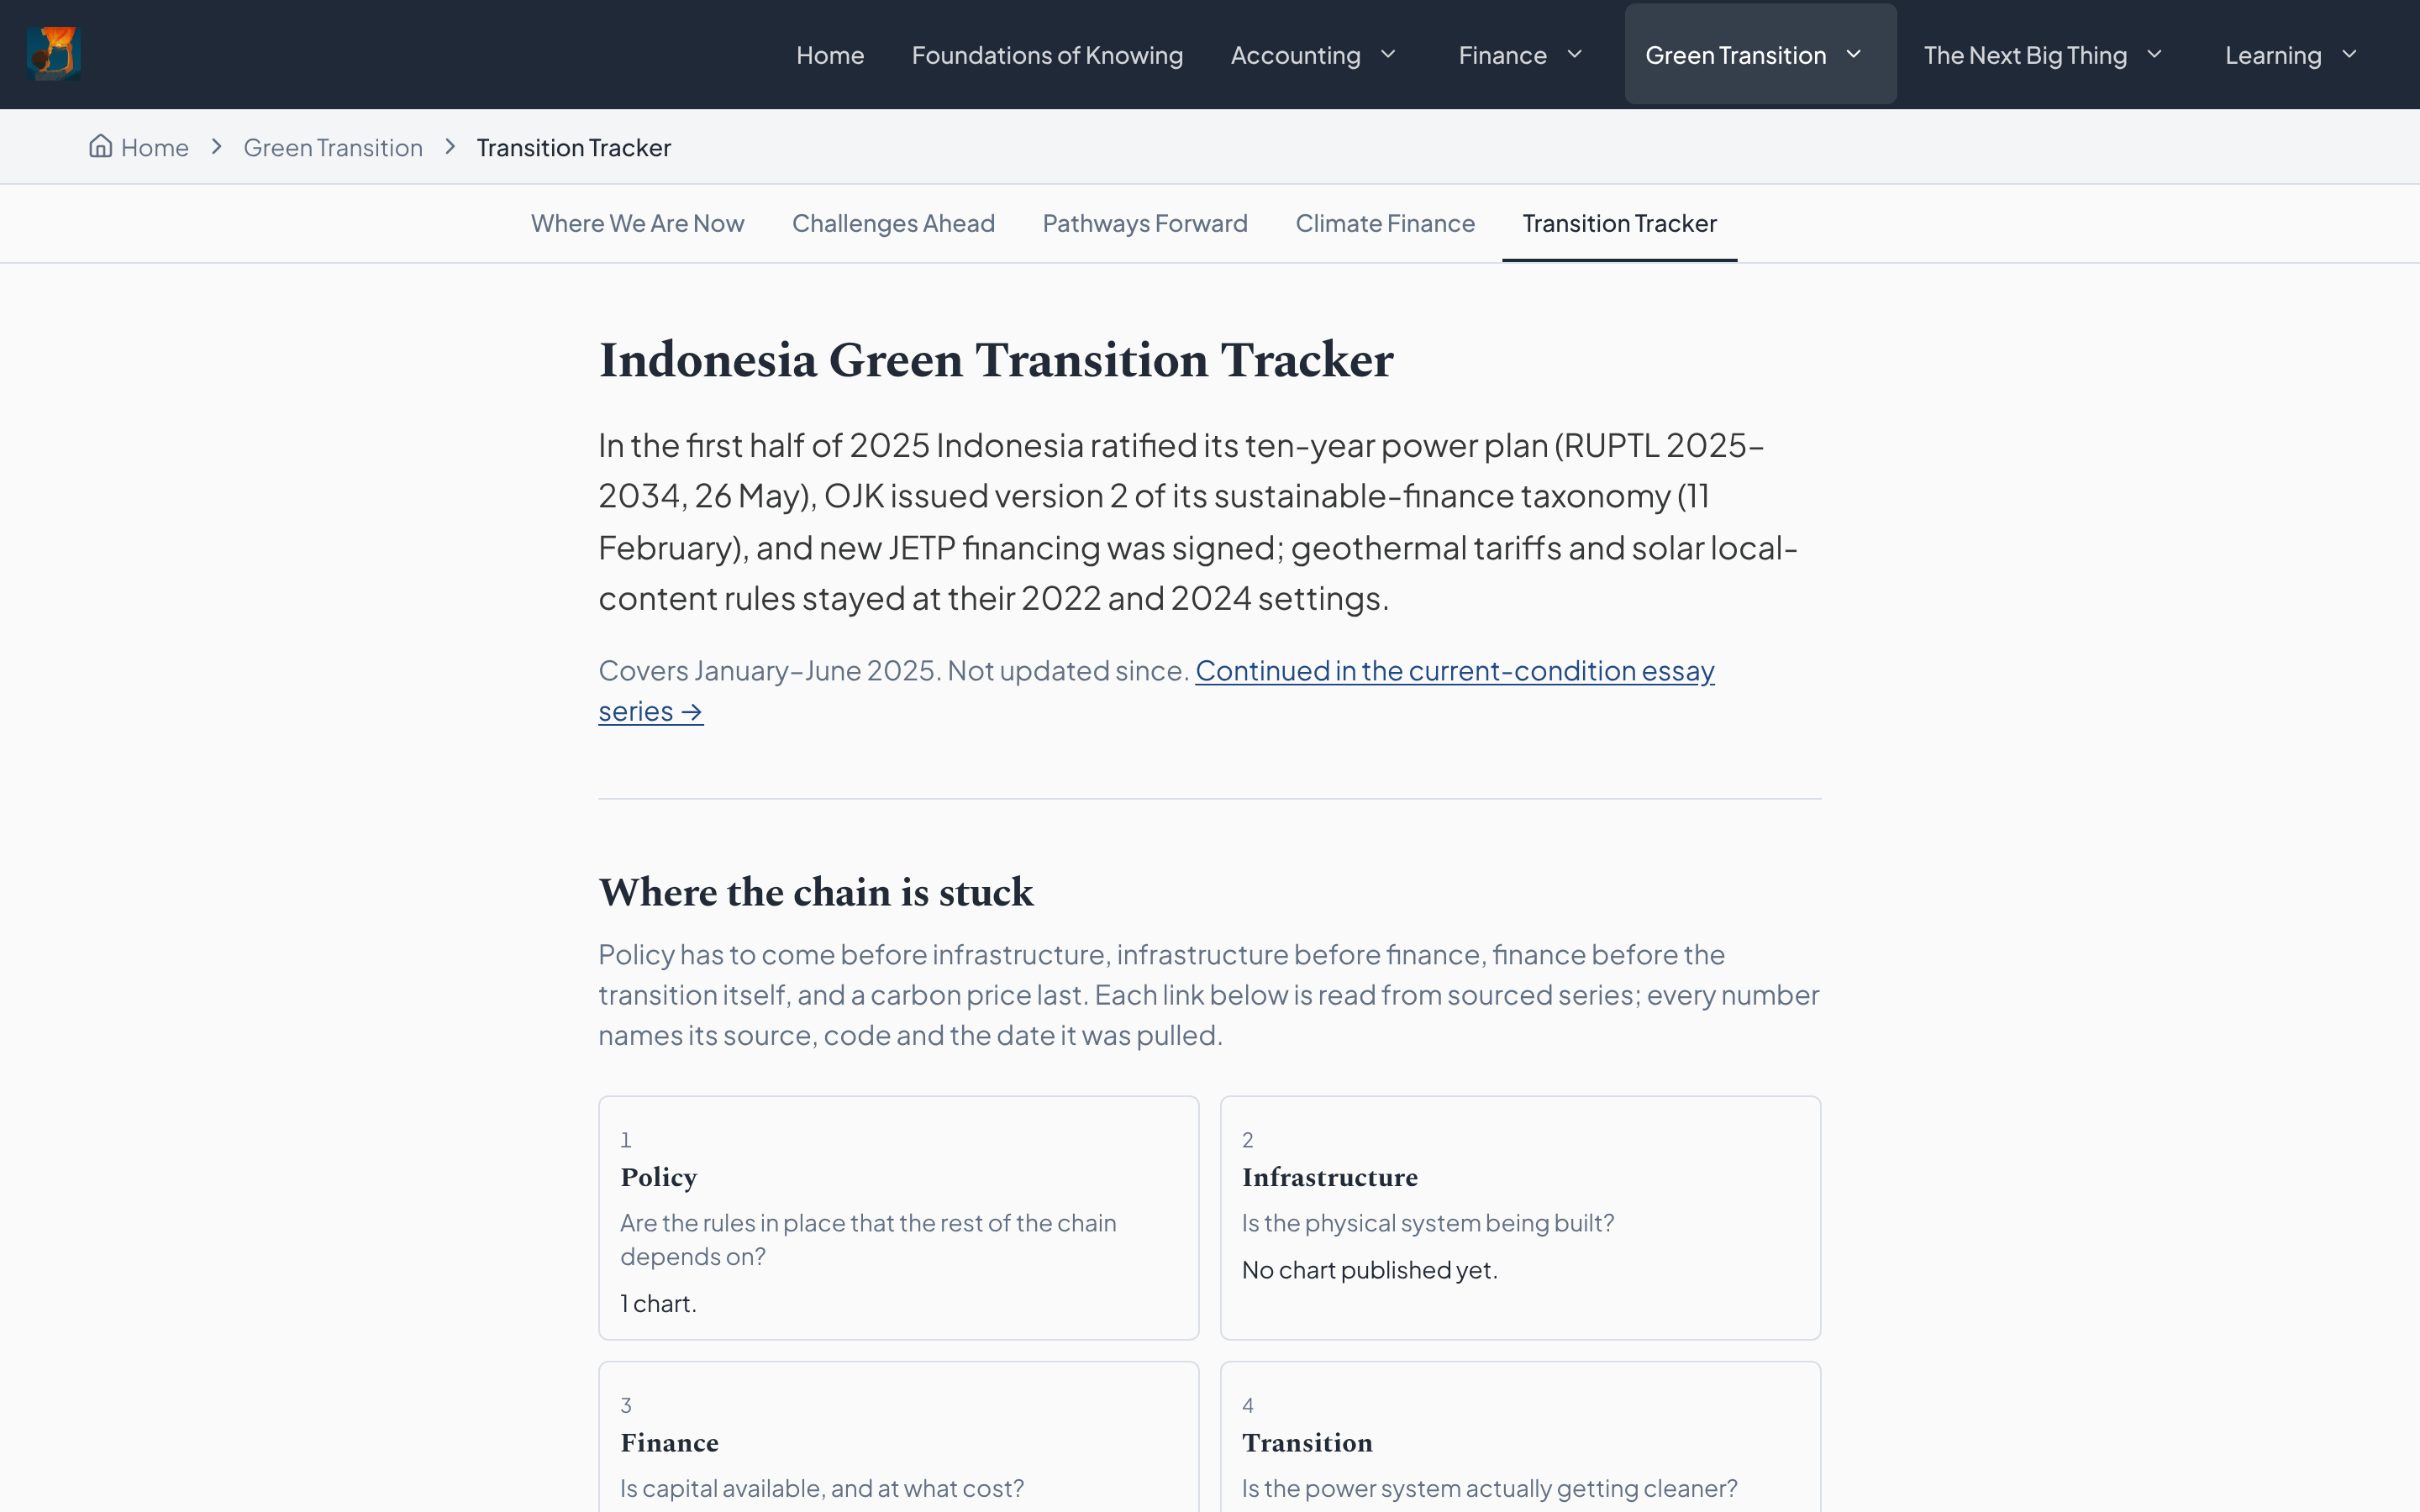 Home
Foundations of Knowing
Accounting
Finance
Green Transition
The Next Big Thing
Learning
Home
Green Transition
Transition Tracker
Where We Are Now
Challenges Ahead
Pathways Forward
Climate Finance
Transition Tracker
Indonesia Green Transition Tracker
In the first half of 2025 Indonesia ratified its ten-year power plan (RUPTL 2025–
2034, 26 May), OJK issued version 2 of its sustainable-finance taxonomy (11
February), and new JETP financing was signed; geothermal tariffs and solar local-
content rules stayed at their 2022 and 2024 settings.
Covers January–June 2025. Not updated since. Continued in the current-condition essay
series →
Where the chain is stuck
Policy has to come before infrastructure, infrastructure before finance, finance before the
transition itself, and a carbon price last. Each link below is read from sourced series; every number
names its source, code and the date it was pulled.
1
Policy
Are the rules in place that the rest of the chain
depends on?
1 chart.
2
Infrastructure
Is the physical system being built?
No chart published yet.
3
Finance
Is capital available, and at what cost?
4
Transition
Is the power system actually getting cleaner?